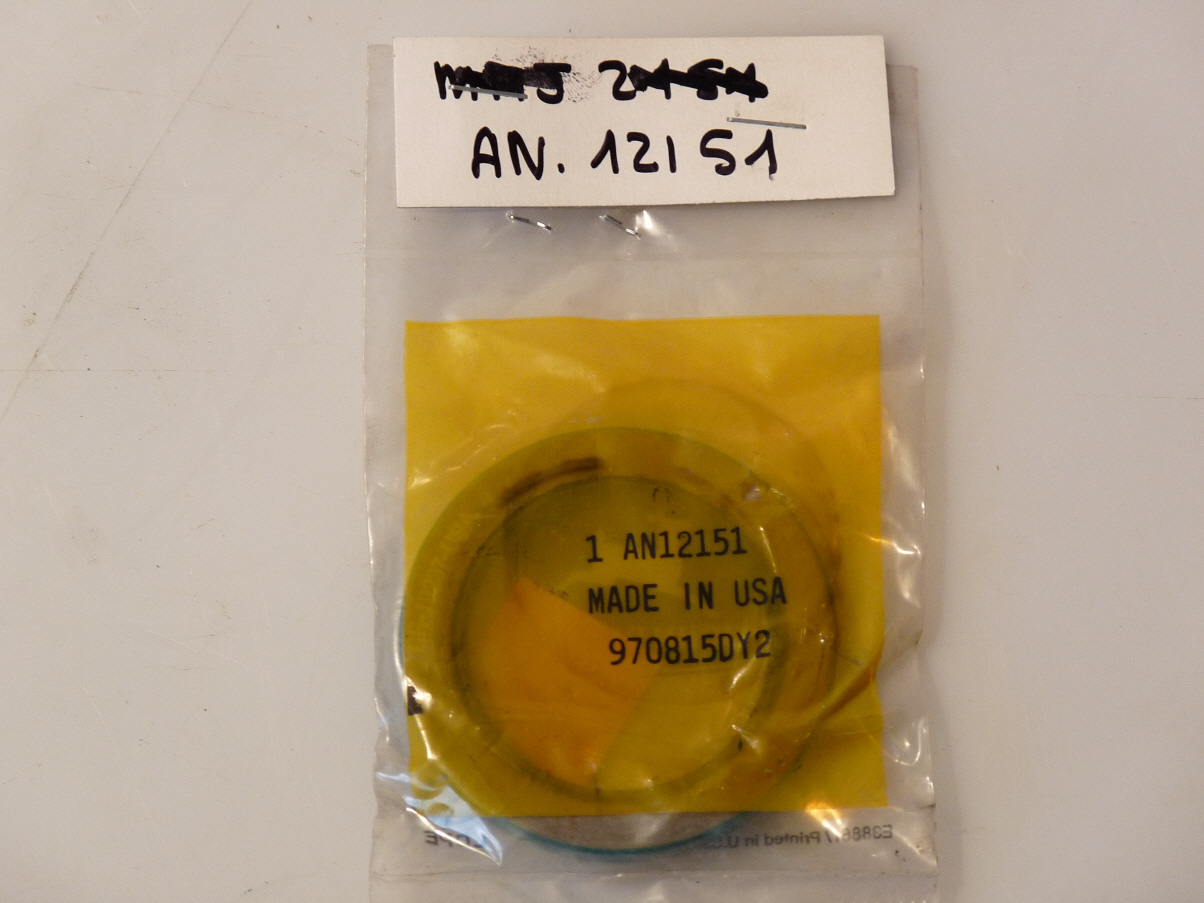 AN. 12151
1 AN12151
MADE IN USA
970815DY2
Printed in U.S.